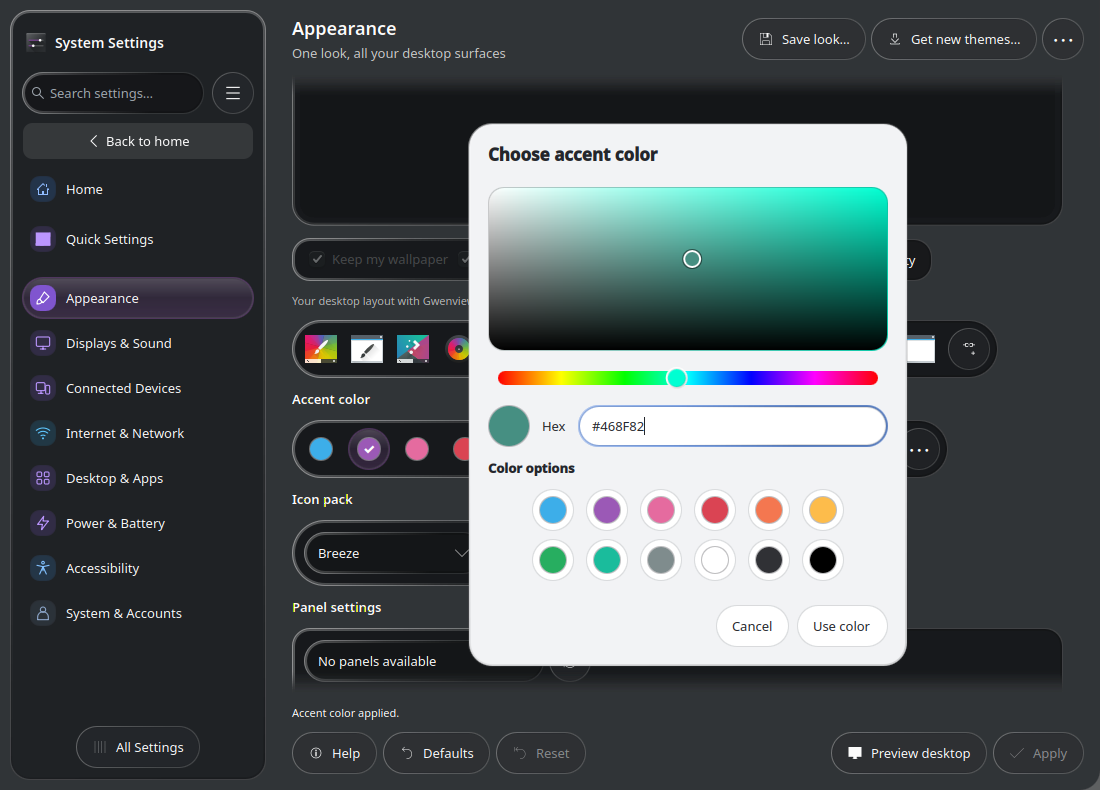 System Settings
Search settings...
Back to home
Home
Quick Settings
Appearance
Displays & Sound
Connected Devices
Internet & Network
Desktop & Apps
Power & Battery
Accessibility
System & Accounts
All Settings
Appearance
One look, all your desktop surfaces
Save look...
Get new themes...
Keep my wallpaper
Your desktop layout with Gwenview
Accent color
Icon pack
Breeze
Panel settings
No panels available
Accent color applied.
Help
Defaults
Reset
Preview desktop
Apply
Choose accent color
Hex
#468F82
Color options
Cancel
Use color